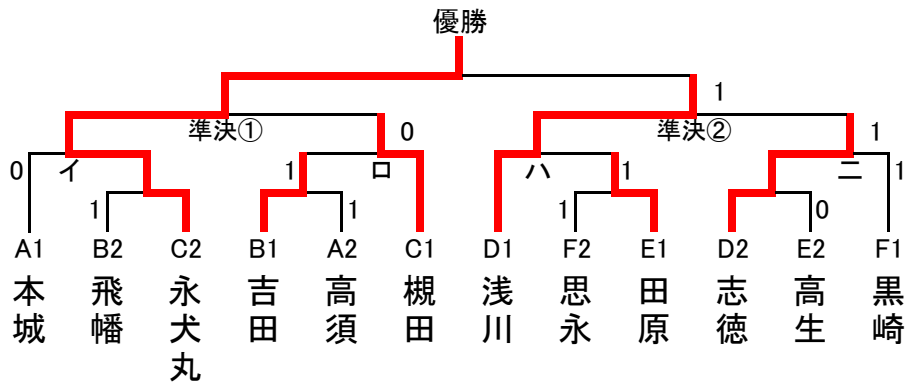 優勝
1
準決① 0 準決② 1
0 イ 1 ロ ハ 1 ニ 1
1 1 1 0
A1 B2 C2 B1 A2 C1 D1 F2 E1 D2 E2 F1
本城 飛幡 永犬丸 吉田 高須 槻田 浅川 思永 田原 志徳 高生 黒崎